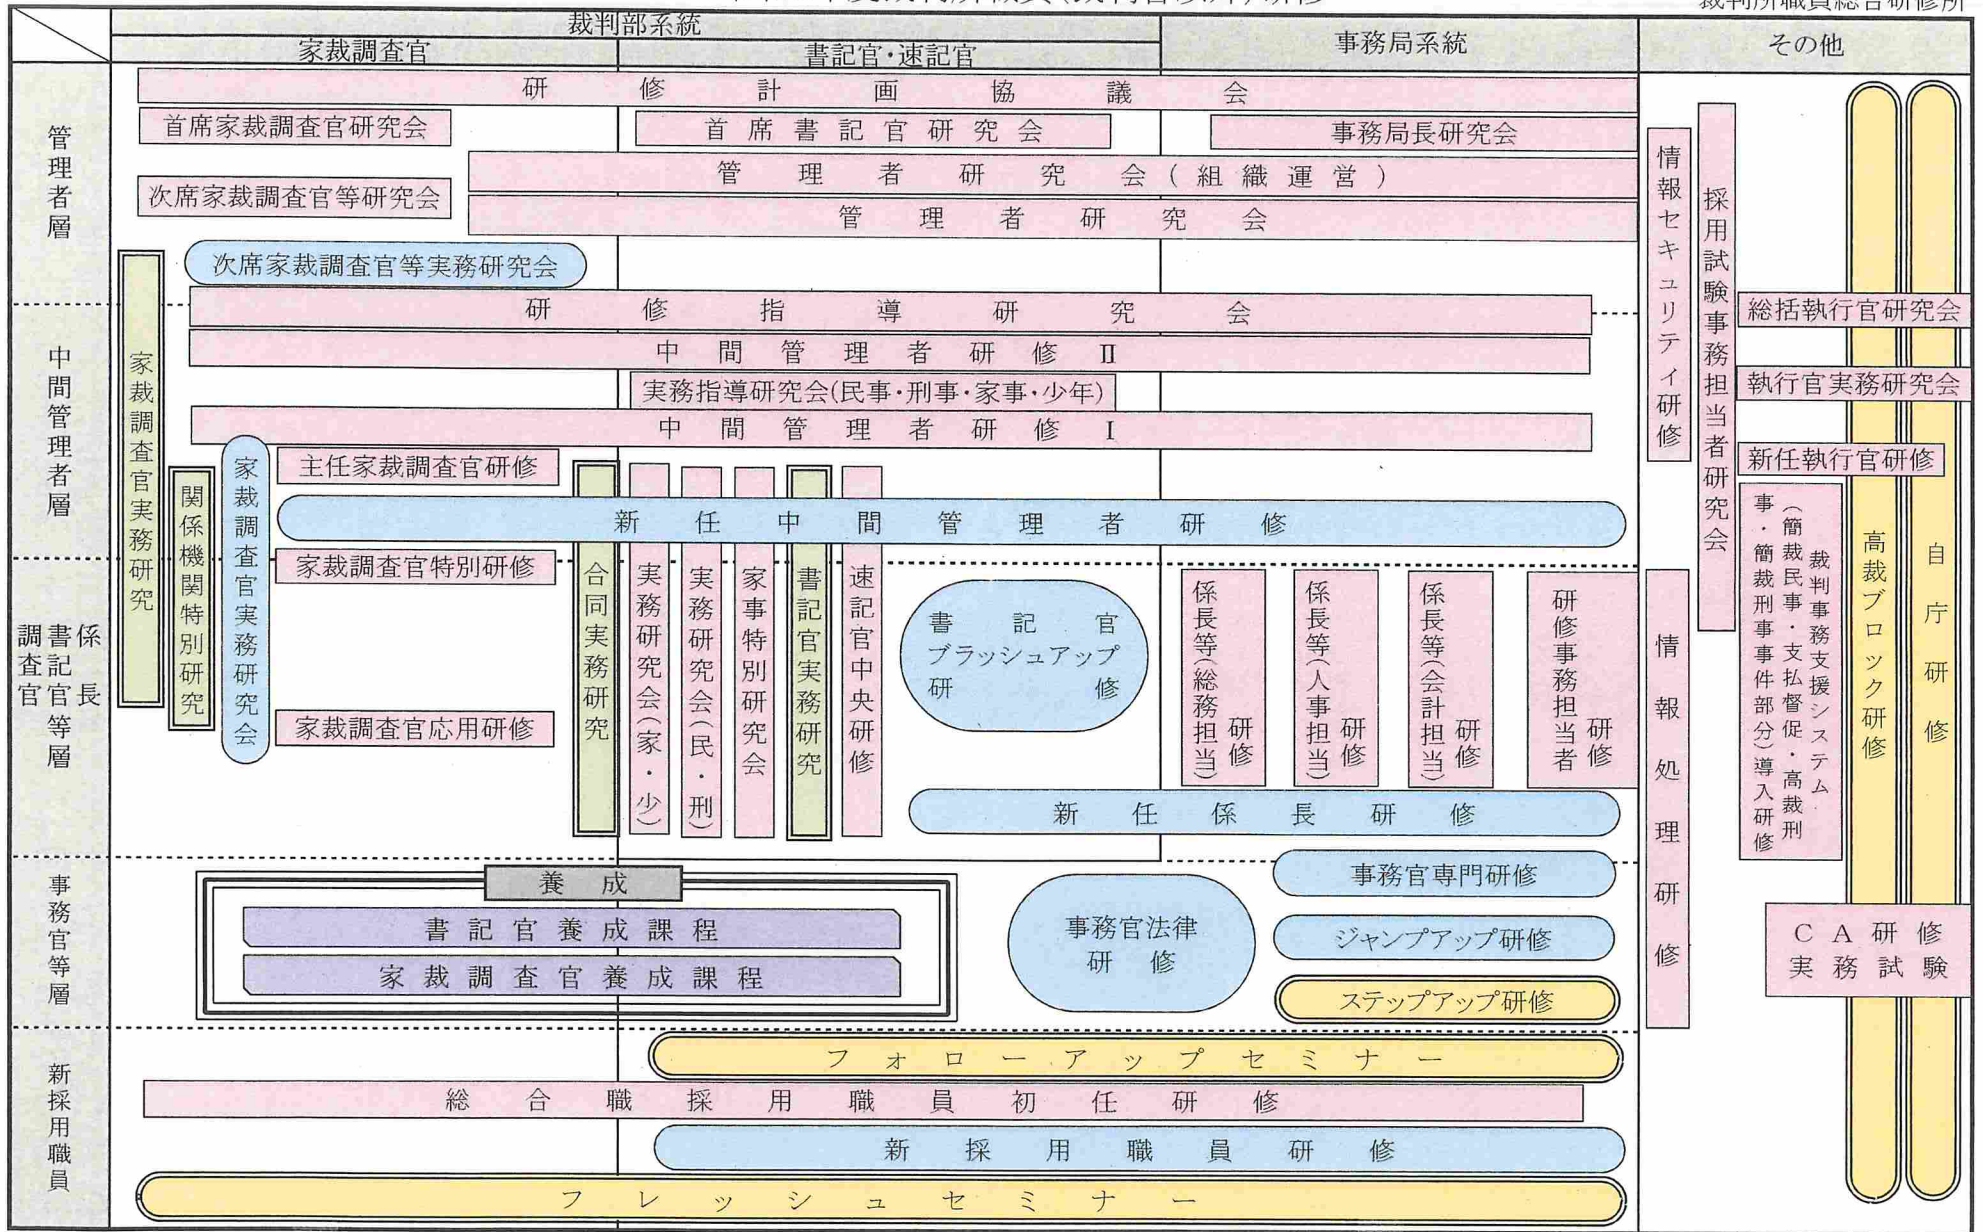 裁判所職員総合研修所
裁判部系統
事務局系統
その他
家裁調査官
書記官・速記官
管理者層
研修計画協議会
首席家裁調査官研究会
首席書記官研究会
事務局長研究会
管理者研究会(組織運営)
次席家裁調査官等研究会
管理者研究会
次席家裁調査官等実務研究会
中間管理者層
研修指導研究会
中間管理者研修Ⅱ
実務指導研究会(民事・刑事・家事・少年)
中間管理者研修Ⅰ
主任家裁調査官研修
新任中間管理者研修
家裁調査官実務研究
関係機関特別研究
家裁調査官実務研究会
係長
書記官等層
調査官
家裁調査官特別研修
家裁調査官応用研修
合同実務研究
実務研究会(家・少)
実務研究会(民・刑)
家事特別研究会
書記官実務研究
速記官中央研修
書記官
ブラッシュアップ
研修
係長等(総務担当)
研修
係長等(人事担当)
研修
係長等(会計担当)
研修
研修事務担当者
研修
新任係長研修
事務官等層
養成
書記官養成課程
家裁調査官養成課程
事務官法律
研修
事務官専門研修
ジャンプアップ研修
ステップアップ研修
新採用職員
フォローアップセミナー
総合職採用職員初任研修
新採用職員研修
フレッシュセミナー
情報セキュリティ研修
情報処理研修
採用試験事務担当者研究会
総括執行官研究会
執行官実務研究会
新任執行官研修
裁判事務支援システム
(簡裁民事・支払督促・高裁刑
事・簡裁刑事事件部分)導入研修
高裁ブロック研修
自庁研修
CA研修
実務試験